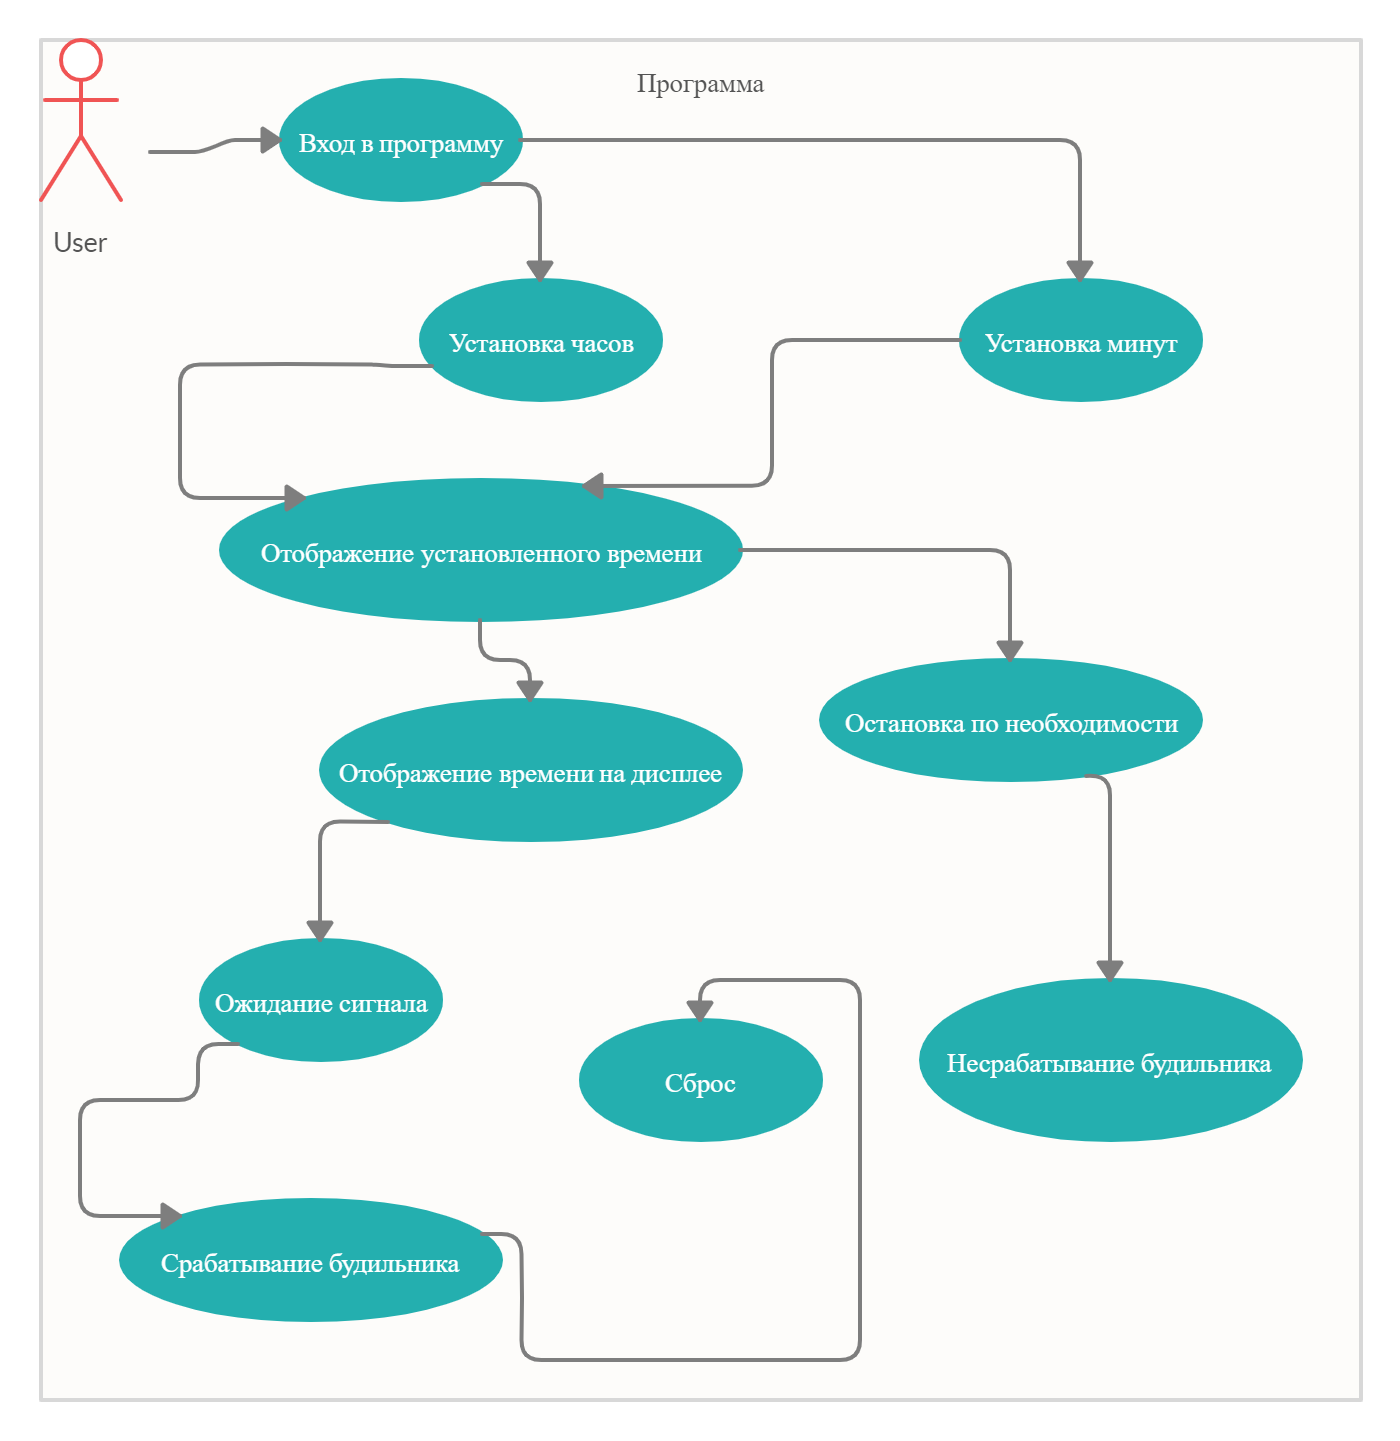 Программа
Вход в программу
User
Установка часов
Установка минут
Отображение установленного времени
Остановка по необходимости
Отображение времени на дисплее
Ожидание сигнала
Сброс
Несрабатывание будильника
Срабатывание будильника